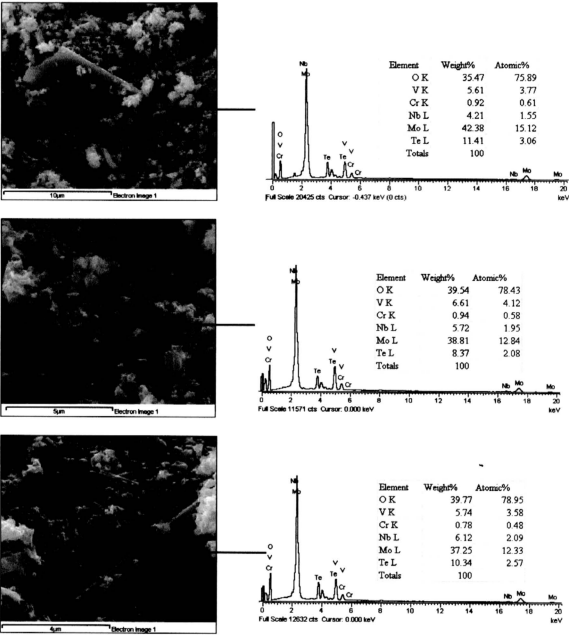 10µm Electron Image 1
Nb
Mo
O
V
Cr
Te
V
Te
V
Cr
Cr
Nb Mo Mo
0 2 4 6 8 10 12 14 16 18 20
Full Scale 20425 cts Cursor: -0.437 keV (0 cts) keV
Element Weight% Atomic%
O K 35.47 75.89
V K 5.61 3.77
Cr K 0.92 0.61
Nb L 4.21 1.55
Mo L 42.38 15.12
Te L 11.41 3.06
Totals 100
5µm Electron Image 1
Nb
Mo
O
V
Cr
Te
V
Te
V
Cr
Cr
Nb Mo Mo
0 2 4 6 8 10 12 14 16 18 20
Full Scale 11571 cts Cursor: 0.000 keV keV
Element Weight% Atomic%
O K 39.54 78.43
V K 6.61 4.12
Cr K 0.94 0.58
Nb L 5.72 1.95
Mo L 38.81 12.84
Te L 8.37 2.08
Totals 100
4µm Electron Image 1
Nb
Mo
O
V
Cr
Te
V
Te
V
Cr
Cr
Nb Mo Mo
0 2 4 6 8 10 12 14 16 18 20
Full Scale 12632 cts Cursor: 0.000 keV keV
Element Weight% Atomic%
O K 39.77 78.95
V K 5.74 3.58
Cr K 0.78 0.48
Nb L 6.12 2.09
Mo L 37.25 12.33
Te L 10.34 2.57
Totals 100